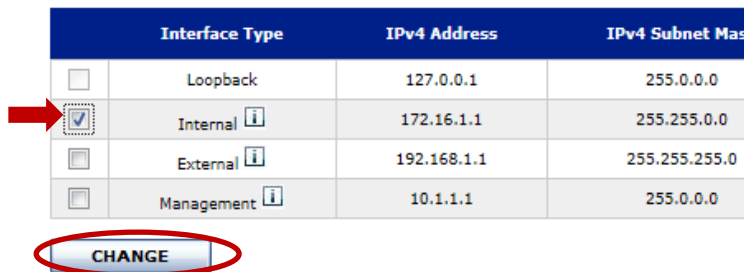 Interface Type IPv4 Address IPv4 Subnet
Loopback 127.0.0.1 255.0.0.0
Internal i 172.16.1.1 255.255.0.0
External i 192.168.1.1 255.255.255.0
Management i 10.1.1.1 255.0.0.0
CHANGE